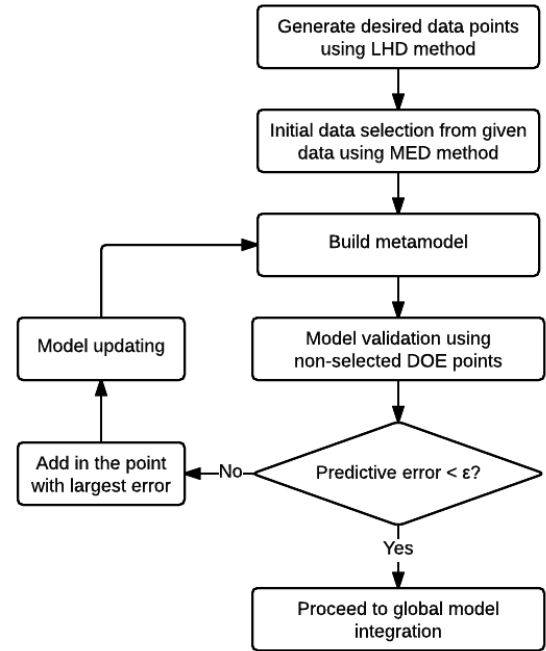 Generate desired data points
using LHD method
Initial data selection from given
data using MED method
Build metamodel
Model updating
Model validation using
non-selected DOE points
Add in the point
with largest error
No
Predictive error < ε?
Yes
Proceed to global model
integration